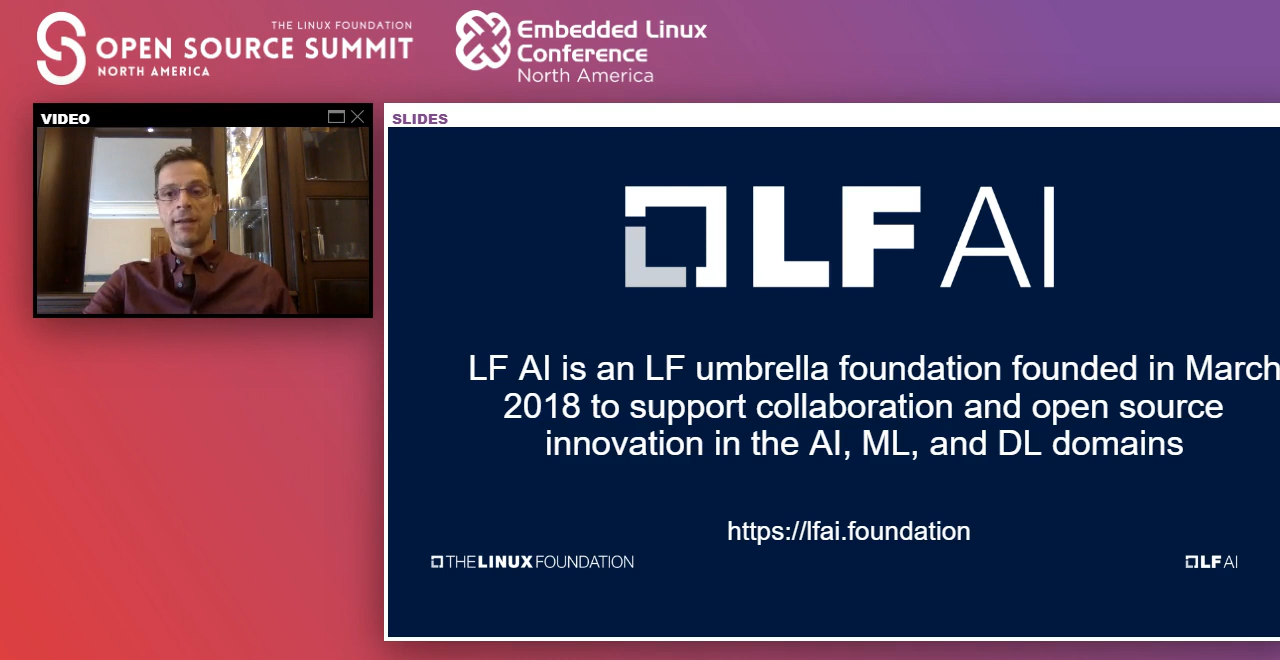 THE LINUX FOUNDATION
OPEN SOURCE SUMMIT
NORTH AMERICA
Embedded Linux
Conference
North America
VIDEO
SLIDES
LF AI
LF AI is an LF umbrella foundation founded in March
2018 to support collaboration and open source
innovation in the AI, ML, and DL domains
https://lfai.foundation
THE LINUX FOUNDATION
LF AI